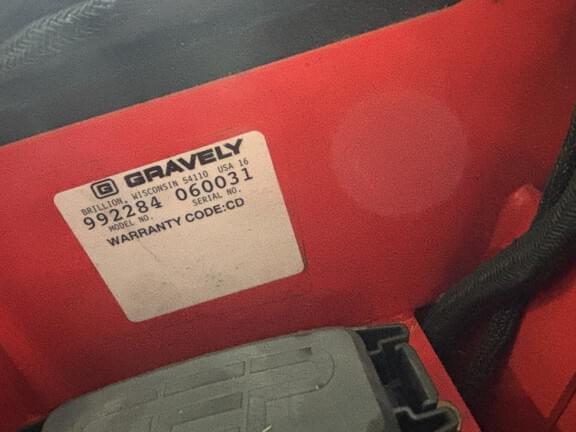 G GRAVELY
BRILLION, WISCONSIN 54110 USA 16
992284 060031
MODEL NO. SERIAL NO.
WARRANTY CODE:CD